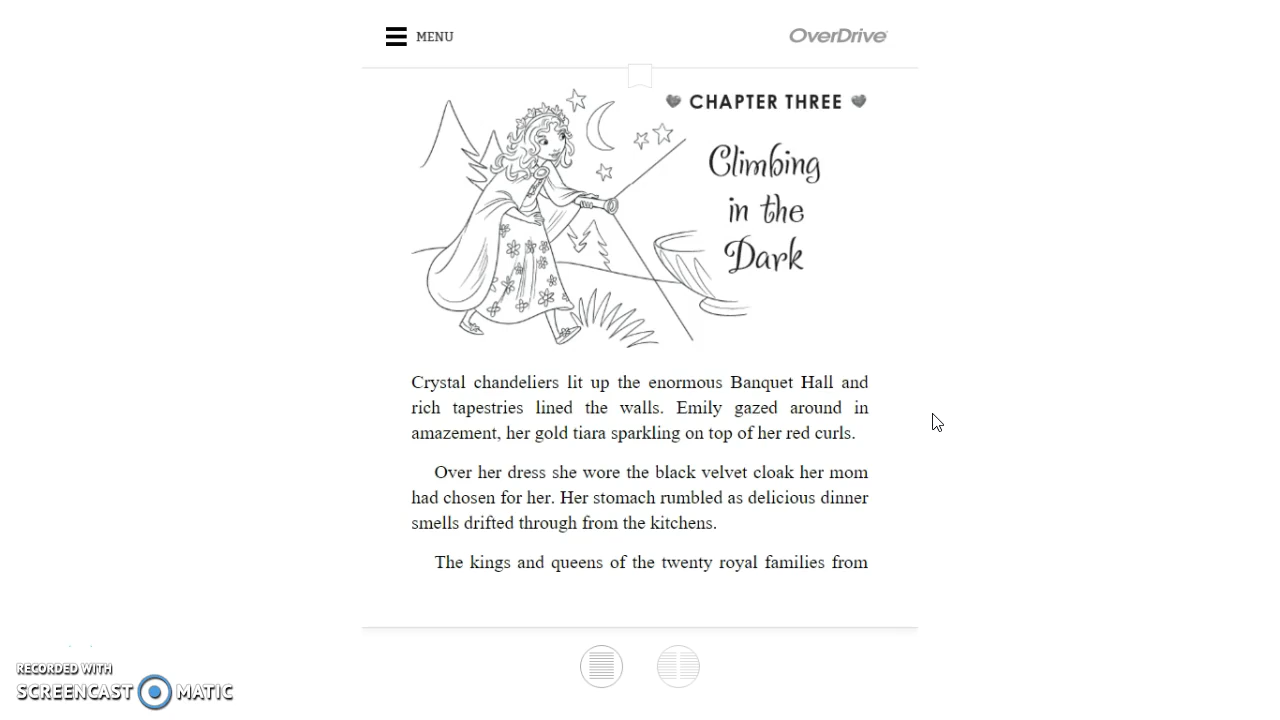 MENU
OverDrive
CHAPTER THREE
Climbing
in the
Dark
Crystal chandeliers lit up the enormous Banquet Hall and
rich tapestries lined the walls. Emily gazed around in
amazement, her gold tiara sparkling on top of her red curls.
Over her dress she wore the black velvet cloak her mom
had chosen for her. Her stomach rumbled as delicious dinner
smells drifted through from the kitchens.
The kings and queens of the twenty royal families from
RECORDED WITH
SCREENCAST MATIC